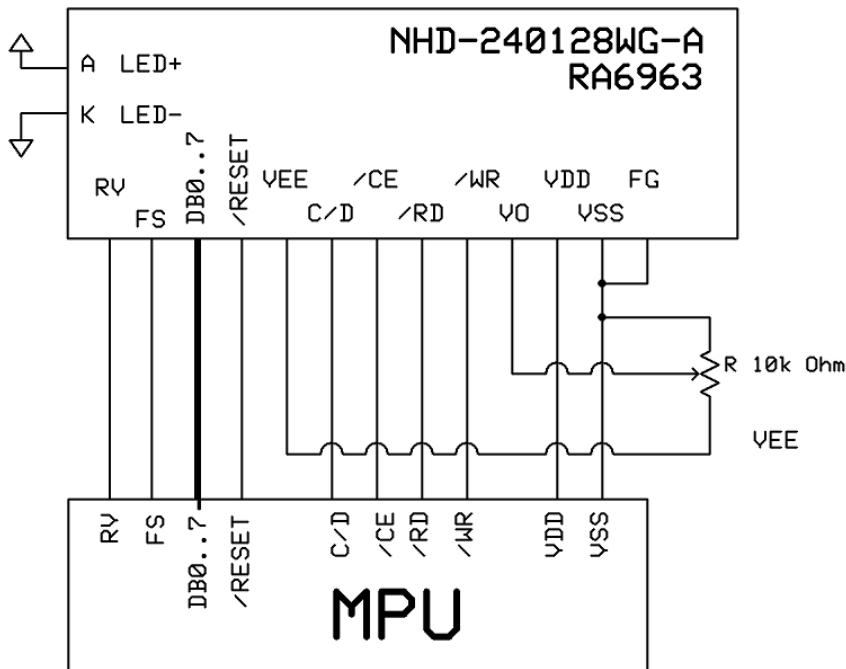 NHD-240128WG-A
RA6963
A LED+
K LED-
RV
FS
DB0..7
/RESET
VEE
C/D
/CE
/RD
/WR
VO
VDD
VSS
FG
R 10k Ohm
VEE
RV
FS
DB0..7
/RESET
C/D
/CE
/RD
/WR
VDD
VSS
MPU